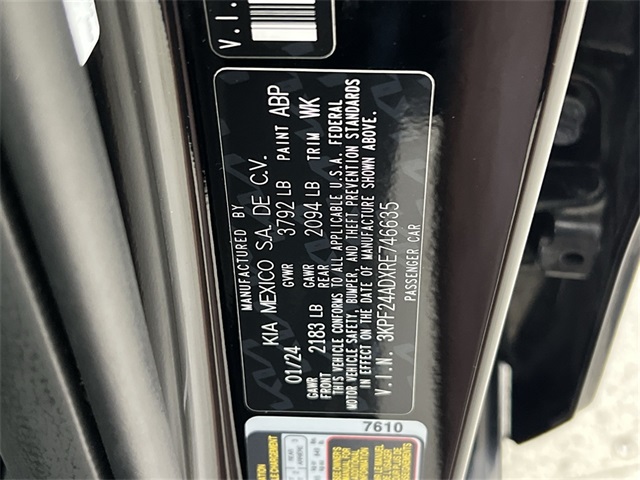 V.I.
MANUFACTURED BY
KIA MEXICO S.A. DE C.V.
01/24 GVWR 3792 LB PAINT ABP
GAWR FRONT 2183 LB GAWR REAR 2094 LB TRIM WK
THIS VEHICLE CONFORMS TO ALL APPLICABLE U.S.A. FEDERAL
MOTOR VEHICLE SAFETY, BUMPER, AND THEFT PREVENTION STANDARDS
IN EFFECT ON THE DATE OF MANUFACTURE SHOWN ABOVE.
V.I.N. 3KPF24ADXRE746635
PASSENGER CAR
7610